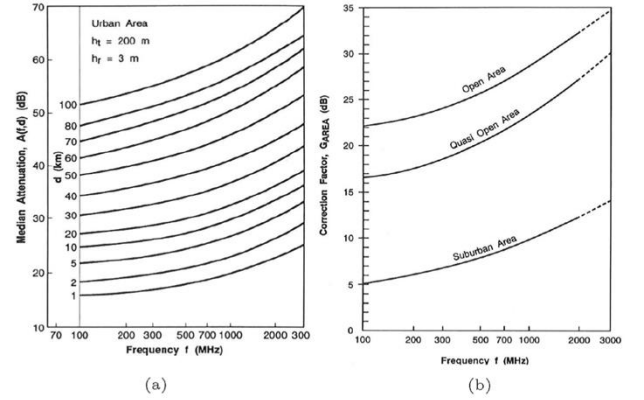 Urban Area
ht = 200 m
hr = 3 m
Median Attenuation, A(f,d) (dB)
70
60
50
40
30
20
10
d (km)
100
80
70
60
50
40
30
20
10
5
2
1
70 100 200 300 500 700 1000 2000 300
Frequency f (MHz)
(a)
Correction Factor, GAREA (dB)
35
30
25
20
15
10
5
0
Open Area
Quasi Open Area
Suburban Area
100 200 300 500 700 1000 2000 3000
Frequency f (MHz)
(b)